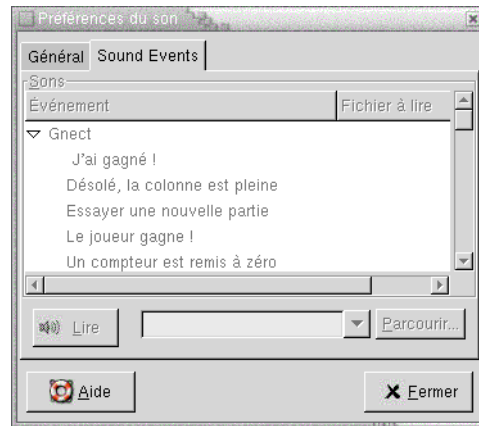 Préférences du son
Général Sound Events
Sons
Événement Fichier à lire
Gnect
J'ai gagné !
Désolé, la colonne est pleine
Essayer une nouvelle partie
Le joueur gagne !
Un compteur est remis à zéro
Lire Parcourir...
Aide Fermer